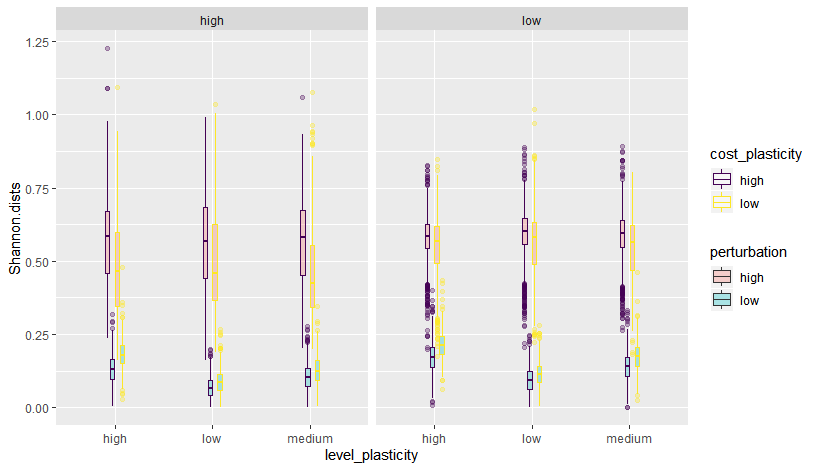 high
low
1.25
1.00
0.75
0.50
0.25
0.00
Shannon.dists
high
low
medium
high
low
medium
level_plasticity
cost_plasticity
high
low
perturbation
high
low